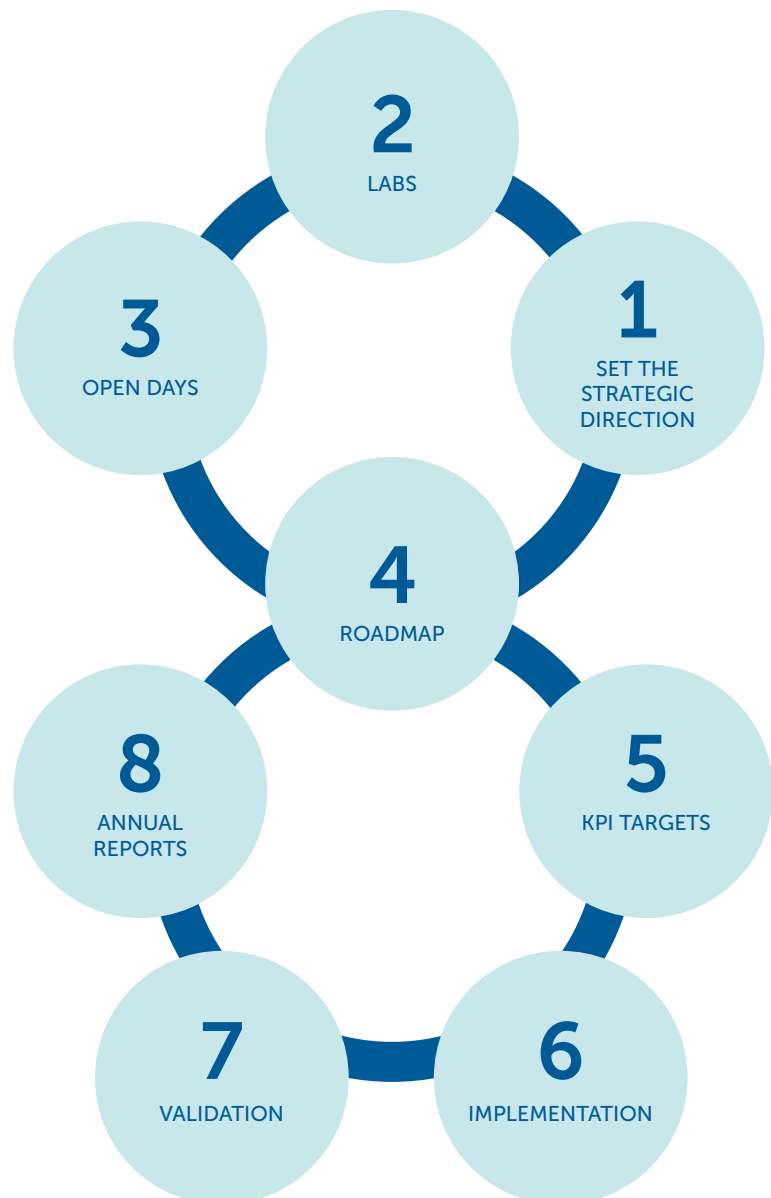 1
SET THE
STRATEGIC
DIRECTION
2
LABS
3
OPEN DAYS
4
ROADMAP
5
KPI TARGETS
6
IMPLEMENTATION
7
VALIDATION
8
ANNUAL
REPORTS